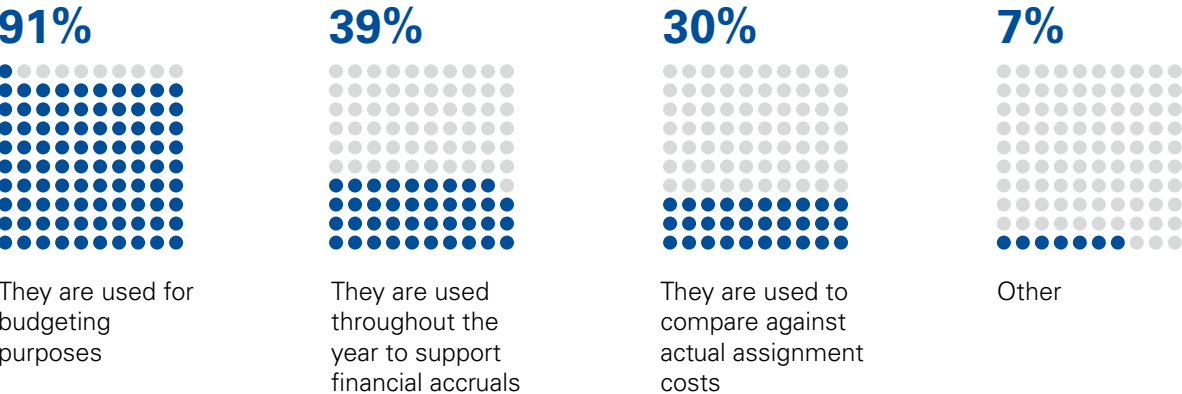 91%
They are used for
budgeting
purposes
39%
They are used
throughout the
year to support
financial accruals
30%
They are used to
compare against
actual assignment
costs
7%
Other